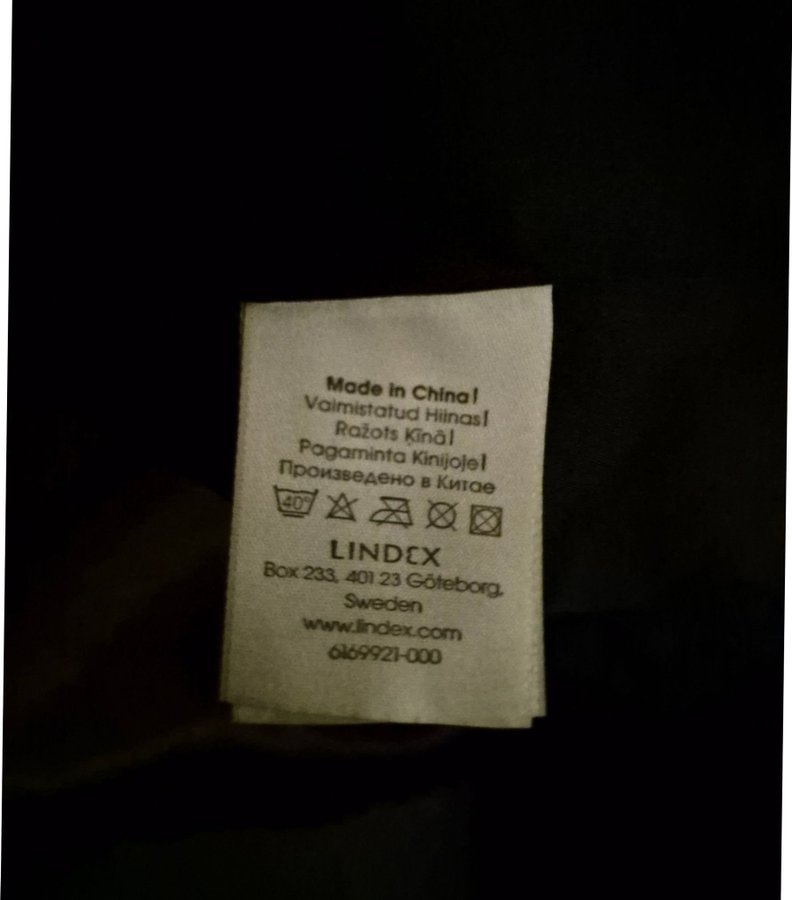 Made in China|
Valmistatud Hiinas|
Ražots Ķīnā|
Pagaminta Kinijoje|
Произведено в Китае
40°
LINDEX
Box 233, 401 23 Göteborg,
Sweden
www.lindex.com
6169921-000